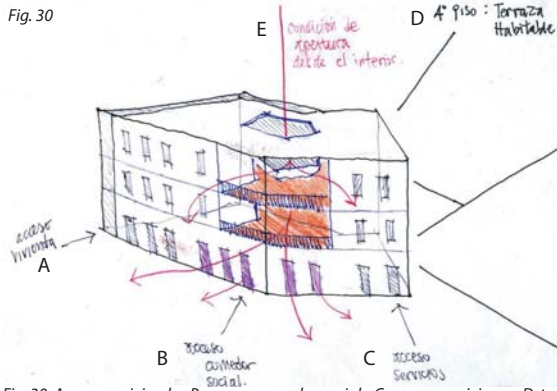 Fig. 30
E
condición de
apertura
desde el interior.
D
4° piso : Terraza
Habitable
acceso
vivienda
A
B
acceso
comedor
social.
C
acceso
servicios